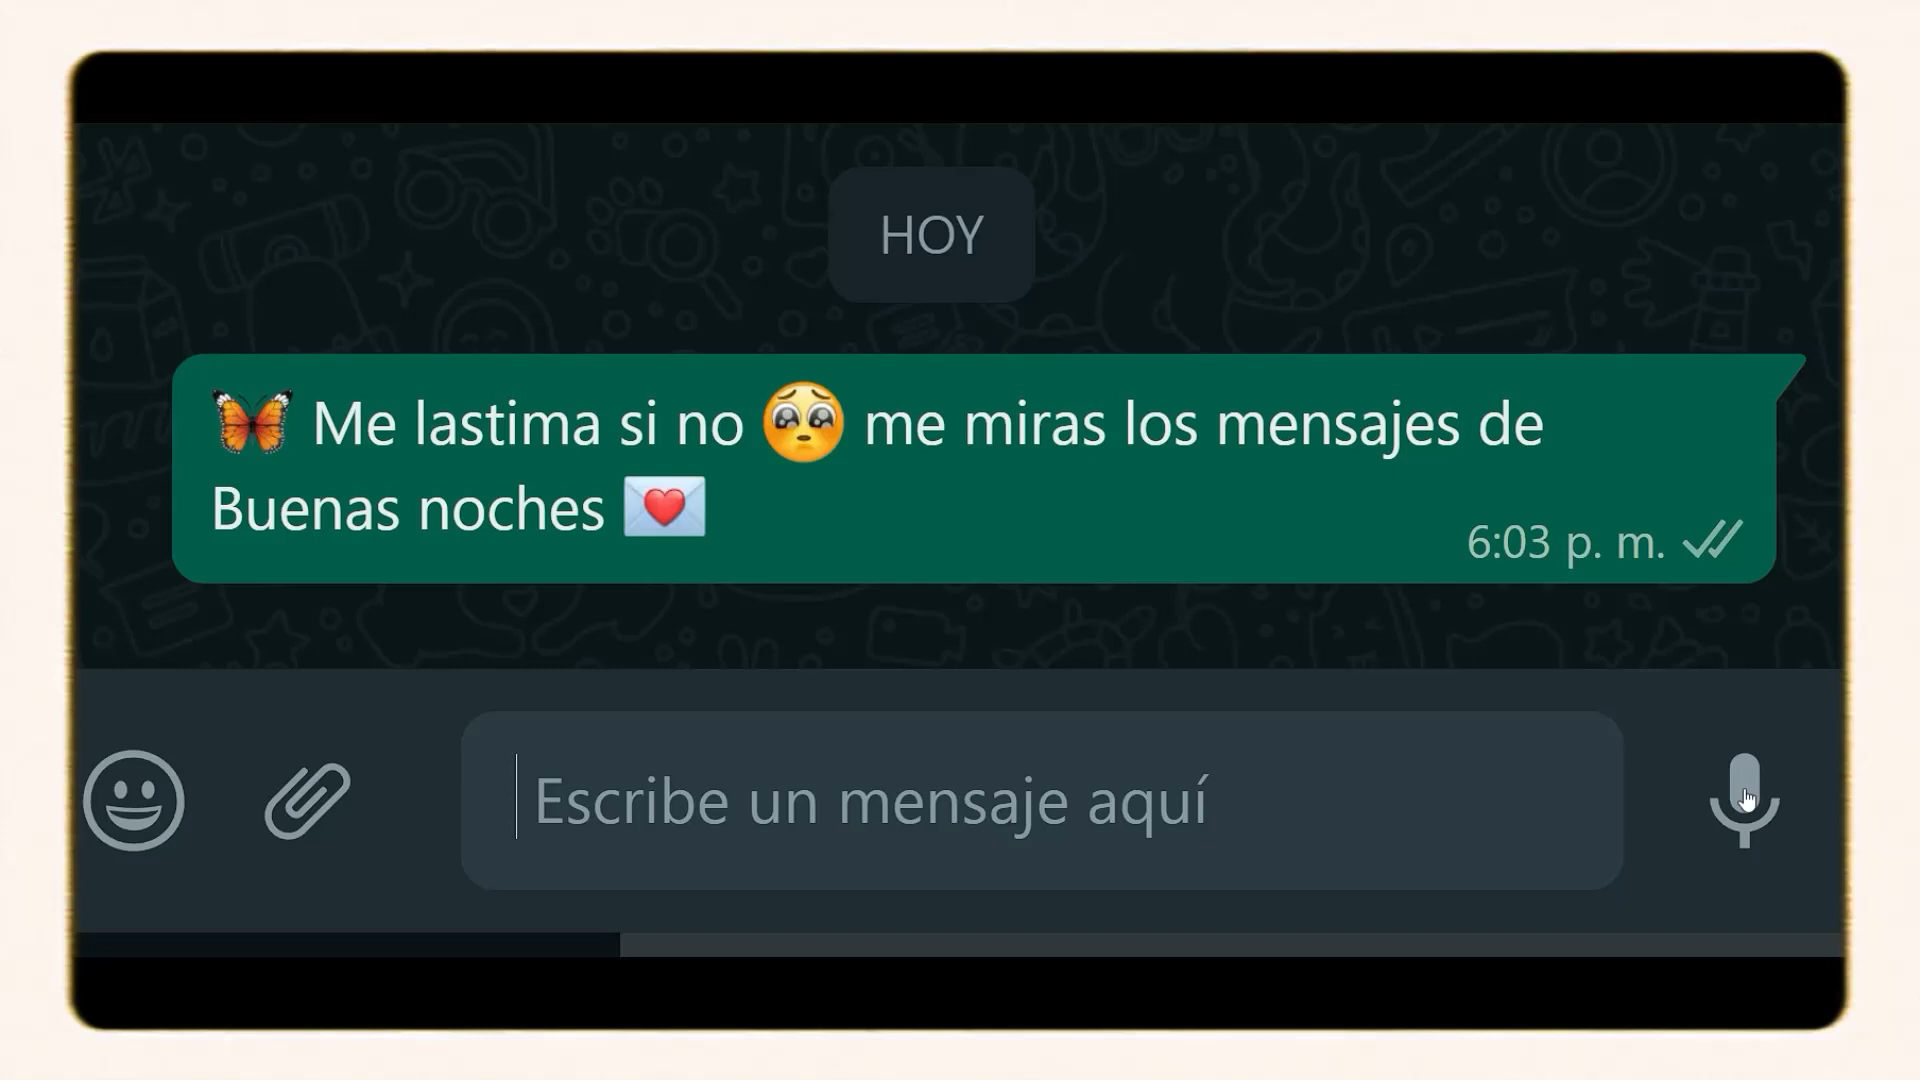 HOY
🦋 Me lastima si no 🥺 me miras los mensajes de
Buenas noches 💌
6:03 p. m.
Escribe un mensaje aquí